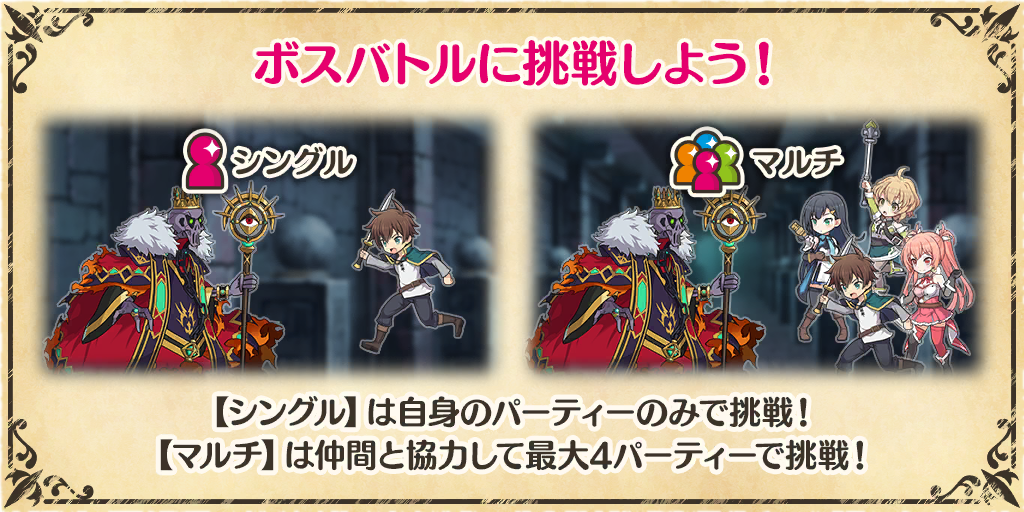 ボスバトルに挑戦しよう！
シングル
マルチ
【シングル】は自身のパーティーのみで挑戦！
【マルチ】は仲間と協力して最大4パーティーで挑戦！